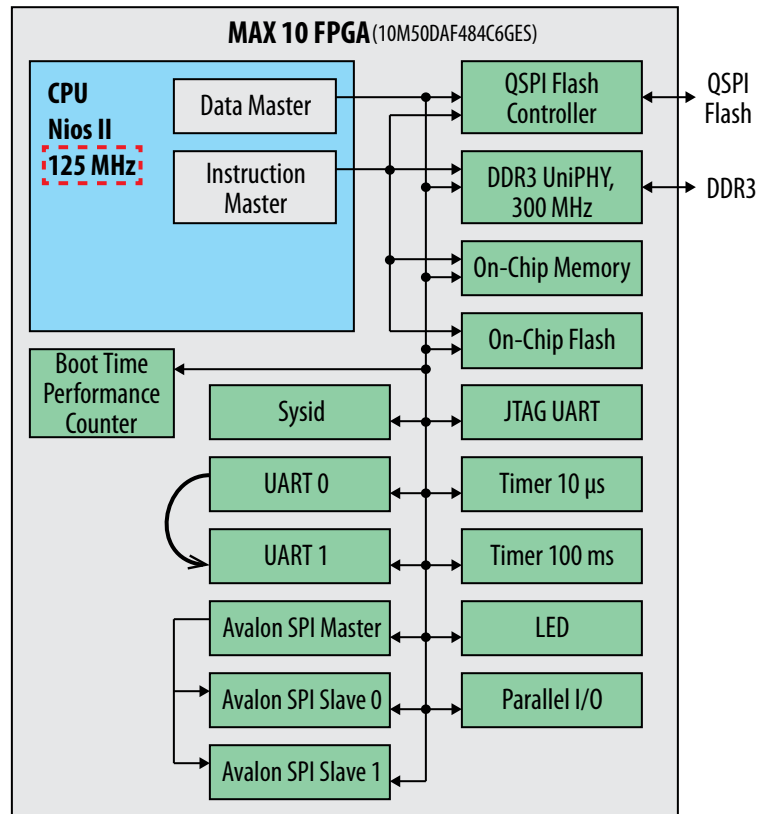 MAX 10 FPGA (10M50DAF484C6GES)
CPU
Nios II
125 MHz
Data Master
Instruction
Master
QSPI Flash
Controller
QSPI
Flash
DDR3 UniPHY,
300 MHz
DDR3
On-Chip Memory
On-Chip Flash
Boot Time
Performance
Counter
Sysid
JTAG UART
UART 0
Timer 10 µs
UART 1
Timer 100 ms
Avalon SPI Master
LED
Avalon SPI Slave 0
Parallel I/O
Avalon SPI Slave 1